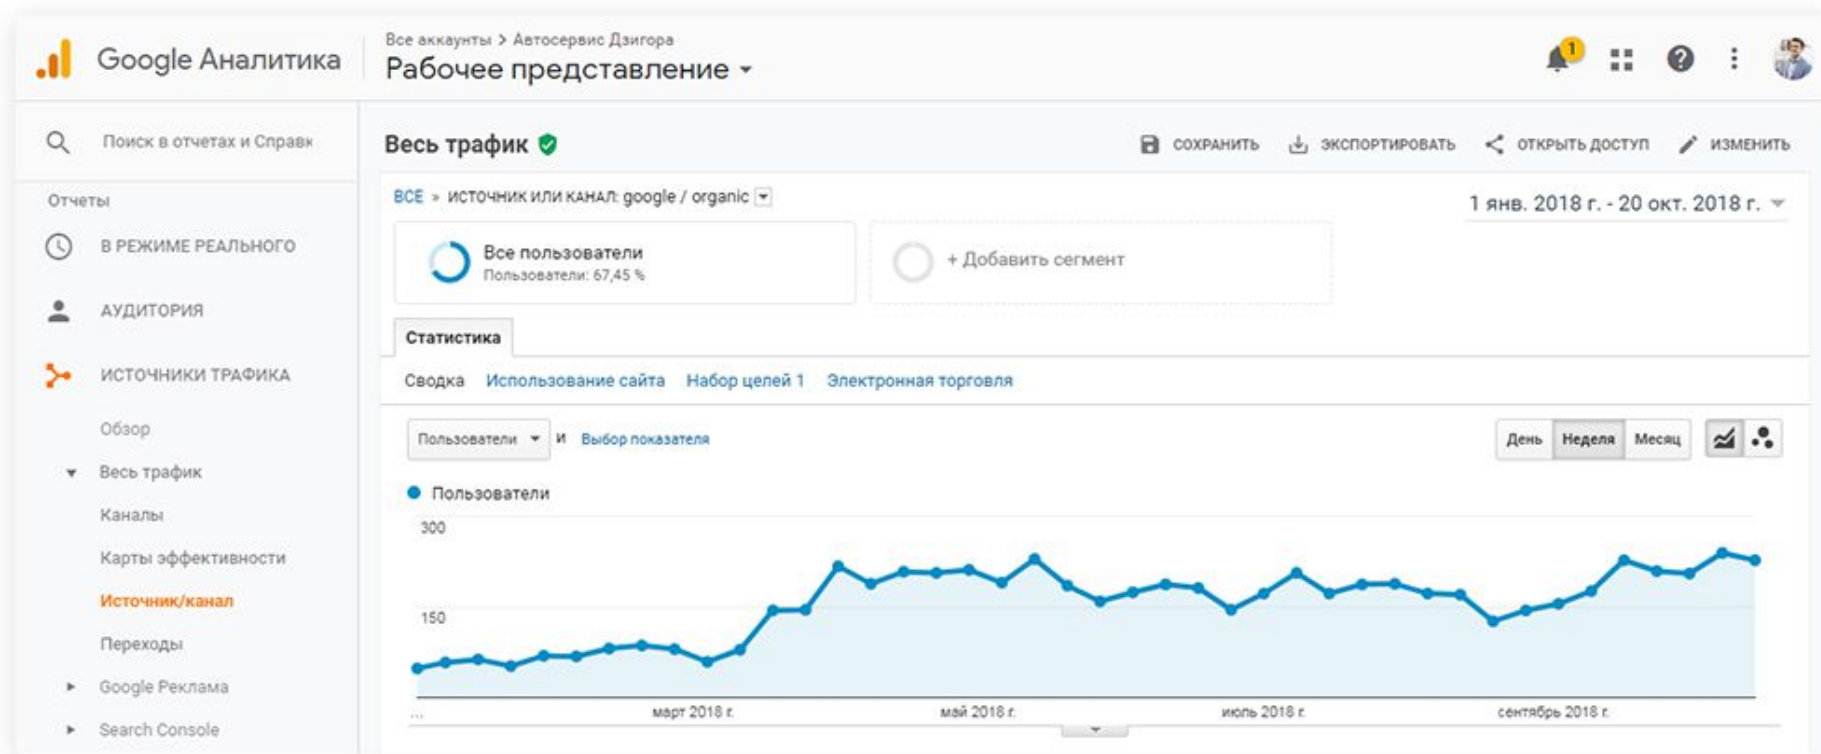 Google Аналитика
Все аккаунты > Автосервис Дзигора
Рабочее представление
1
Поиск в отчетах и Справк
Отчеты
В РЕЖИМЕ РЕАЛЬНОГО
АУДИТОРИЯ
ИСТОЧНИКИ ТРАФИКА
Обзор
Весь трафик
Каналы
Карты эффективности
Источник/канал
Переходы
Google Реклама
Search Console
Весь трафик
СОХРАНИТЬ ЭКСПОРТИРОВАТЬ ОТКРЫТЬ ДОСТУП ИЗМЕНИТЬ
ВСЕ » ИСТОЧНИК ИЛИ КАНАЛ: google / organic
1 янв. 2018 г. - 20 окт. 2018 г.
Все пользователи
Пользователи: 67,45 %
+ Добавить сегмент
Статистика
Сводка Использование сайта Набор целей 1 Электронная торговля
Пользователи и Выбор показателя
День Неделя Месяц
Пользователи
300
150
... март 2018 г. май 2018 г. июль 2018 г. сентябрь 2018 г.